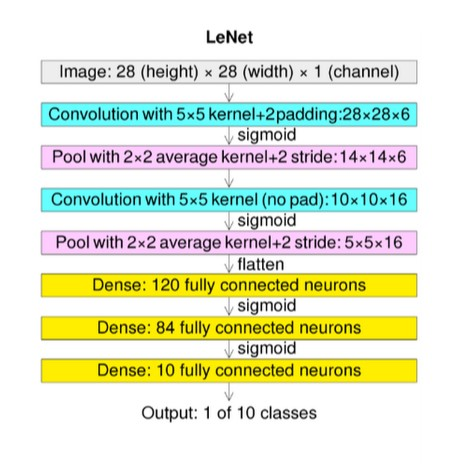 LeNet
Image: 28 (height) × 28 (width) × 1 (channel)
Convolution with 5×5 kernel+2padding:28×28×6
sigmoid
Pool with 2×2 average kernel+2 stride:14×14×6
Convolution with 5×5 kernel (no pad):10×10×16
sigmoid
Pool with 2×2 average kernel+2 stride: 5×5×16
flatten
Dense: 120 fully connected neurons
sigmoid
Dense: 84 fully connected neurons
sigmoid
Dense: 10 fully connected neurons
Output: 1 of 10 classes